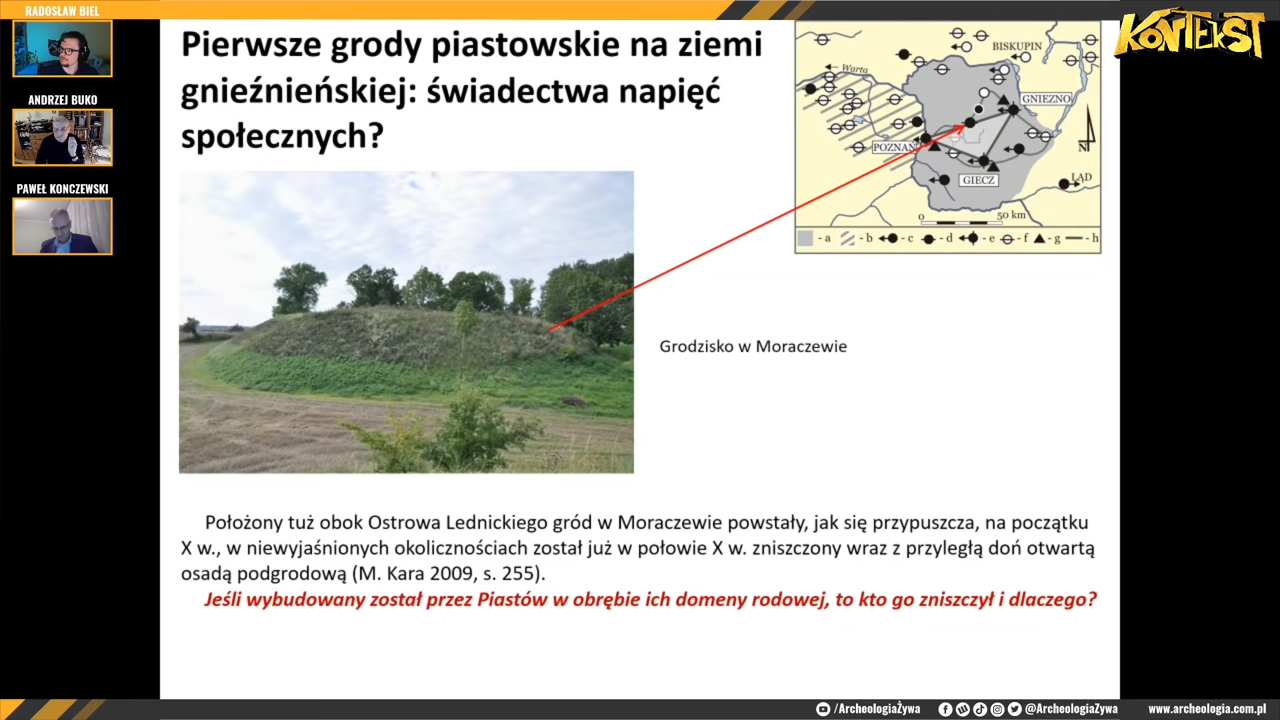 RADOSŁAW BIEL
ANDRZEJ BUKO
PAWEŁ KONCZEWSKI
KONTEKST
Pierwsze grody piastowskie na ziemi
gnieźnieńskiej: świadectwa napięć
społecznych?
BISKUPIN
Warta
GNIEZNO
POZNAŃ
N
GIECZ
LĄD
0 50 km
- a - b - c - d - e - f - g - h
Grodzisko w Moraczewie
Położony tuż obok Ostrowa Lednickiego gród w Moraczewie powstały, jak się przypuszcza, na początku
X w., w niewyjaśnionych okolicznościach został już w połowie X w. zniszczony wraz z przyległą doń otwartą
osadą podgrodową (M. Kara 2009, s. 255).
Jeśli wybudowany został przez Piastów w obrębie ich domeny rodowej, to kto go zniszczył i dlaczego?
/ArcheologiaŻywa @ArcheologiaZywa www.archeologia.com.pl